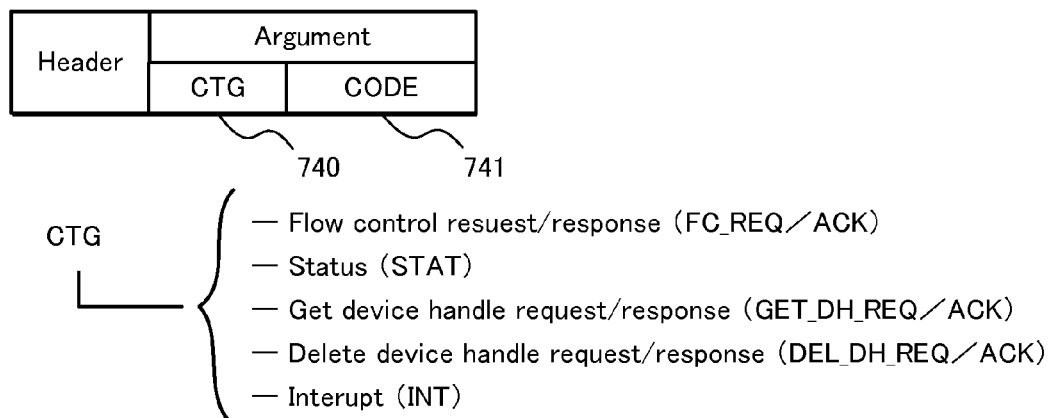 Header
Argument
CTG
CODE
740
741
CTG
— Flow control resuest/response (FC_REQ／ACK)
— Status (STAT)
— Get device handle request/response (GET_DH_REQ／ACK)
— Delete device handle request/response (DEL_DH_REQ／ACK)
— Interupt (INT)